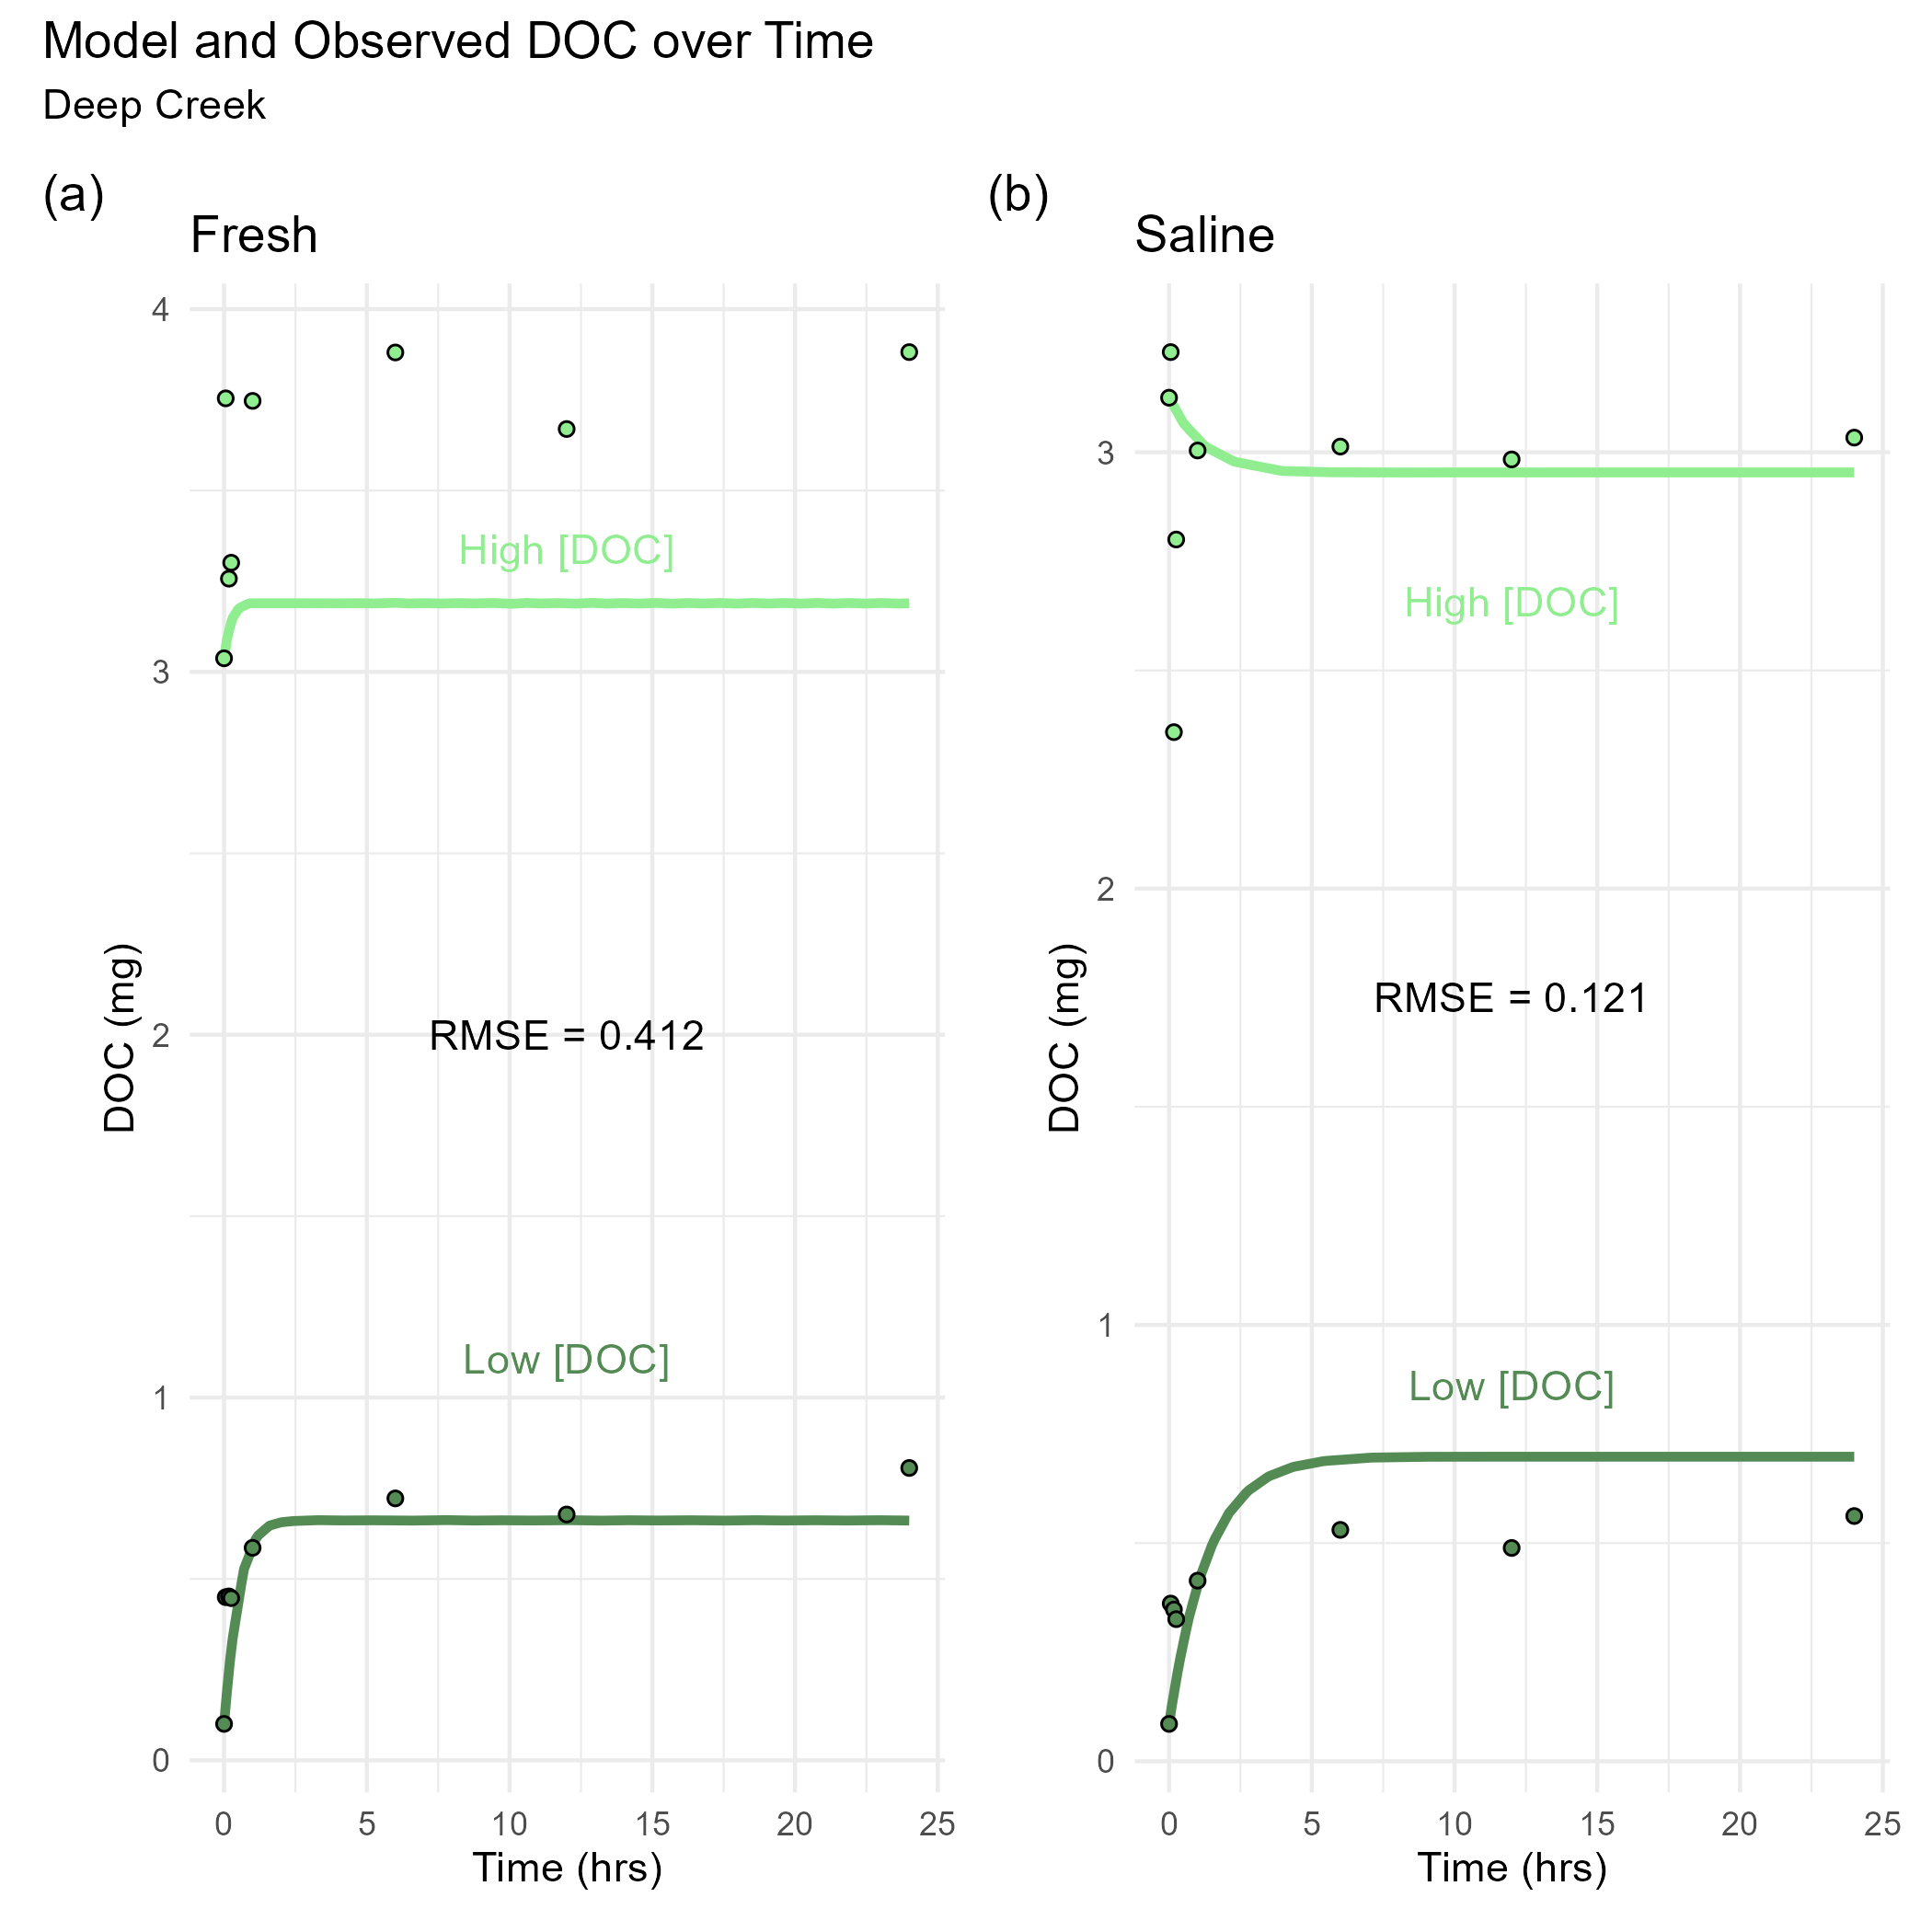 Model and Observed DOC over Time
Deep Creek
(a)
Fresh
4
3
2
1
0
DOC (mg)
High [DOC]
RMSE = 0.412
Low [DOC]
0 5 10 15 20 25
Time (hrs)
(b)
Saline
3
2
1
0
DOC (mg)
High [DOC]
RMSE = 0.121
Low [DOC]
0 5 10 15 20 25
Time (hrs)